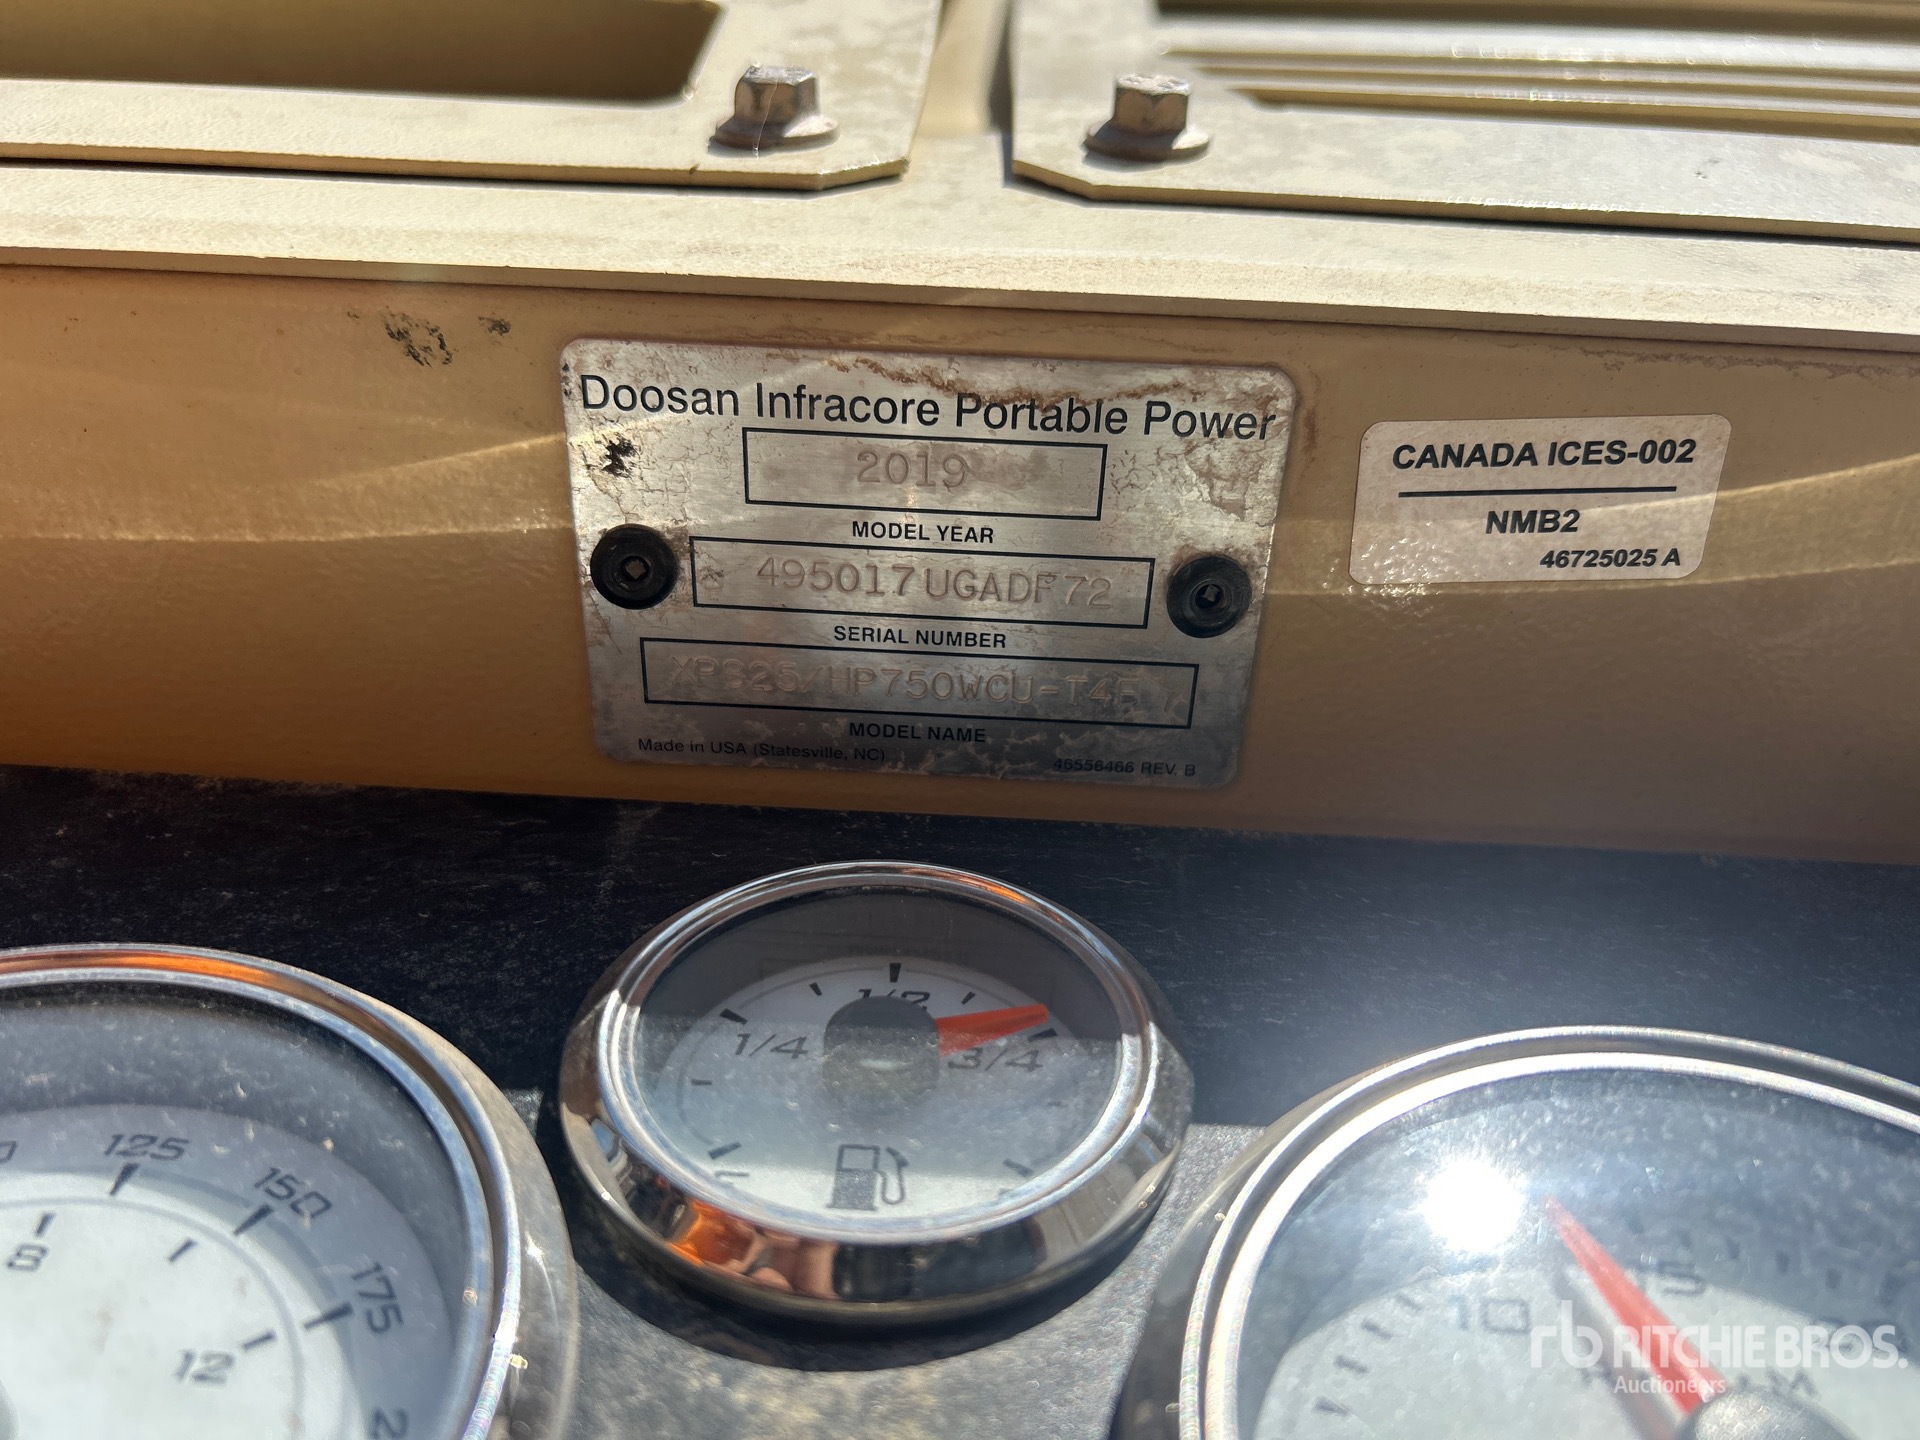 Doosan Infracore Portable Power
2019
MODEL YEAR
495017UGADF72
SERIAL NUMBER
XPS25/HP750WCU-T4F
MODEL NAME
Made in USA (Statesville, NC)
46556466 REV. B
CANADA ICES-002
NMB2
46725025 A
1/4
1/2
3/4
125
150
175
8
12
10
15
rb RITCHIE BROS.
Auctioneers